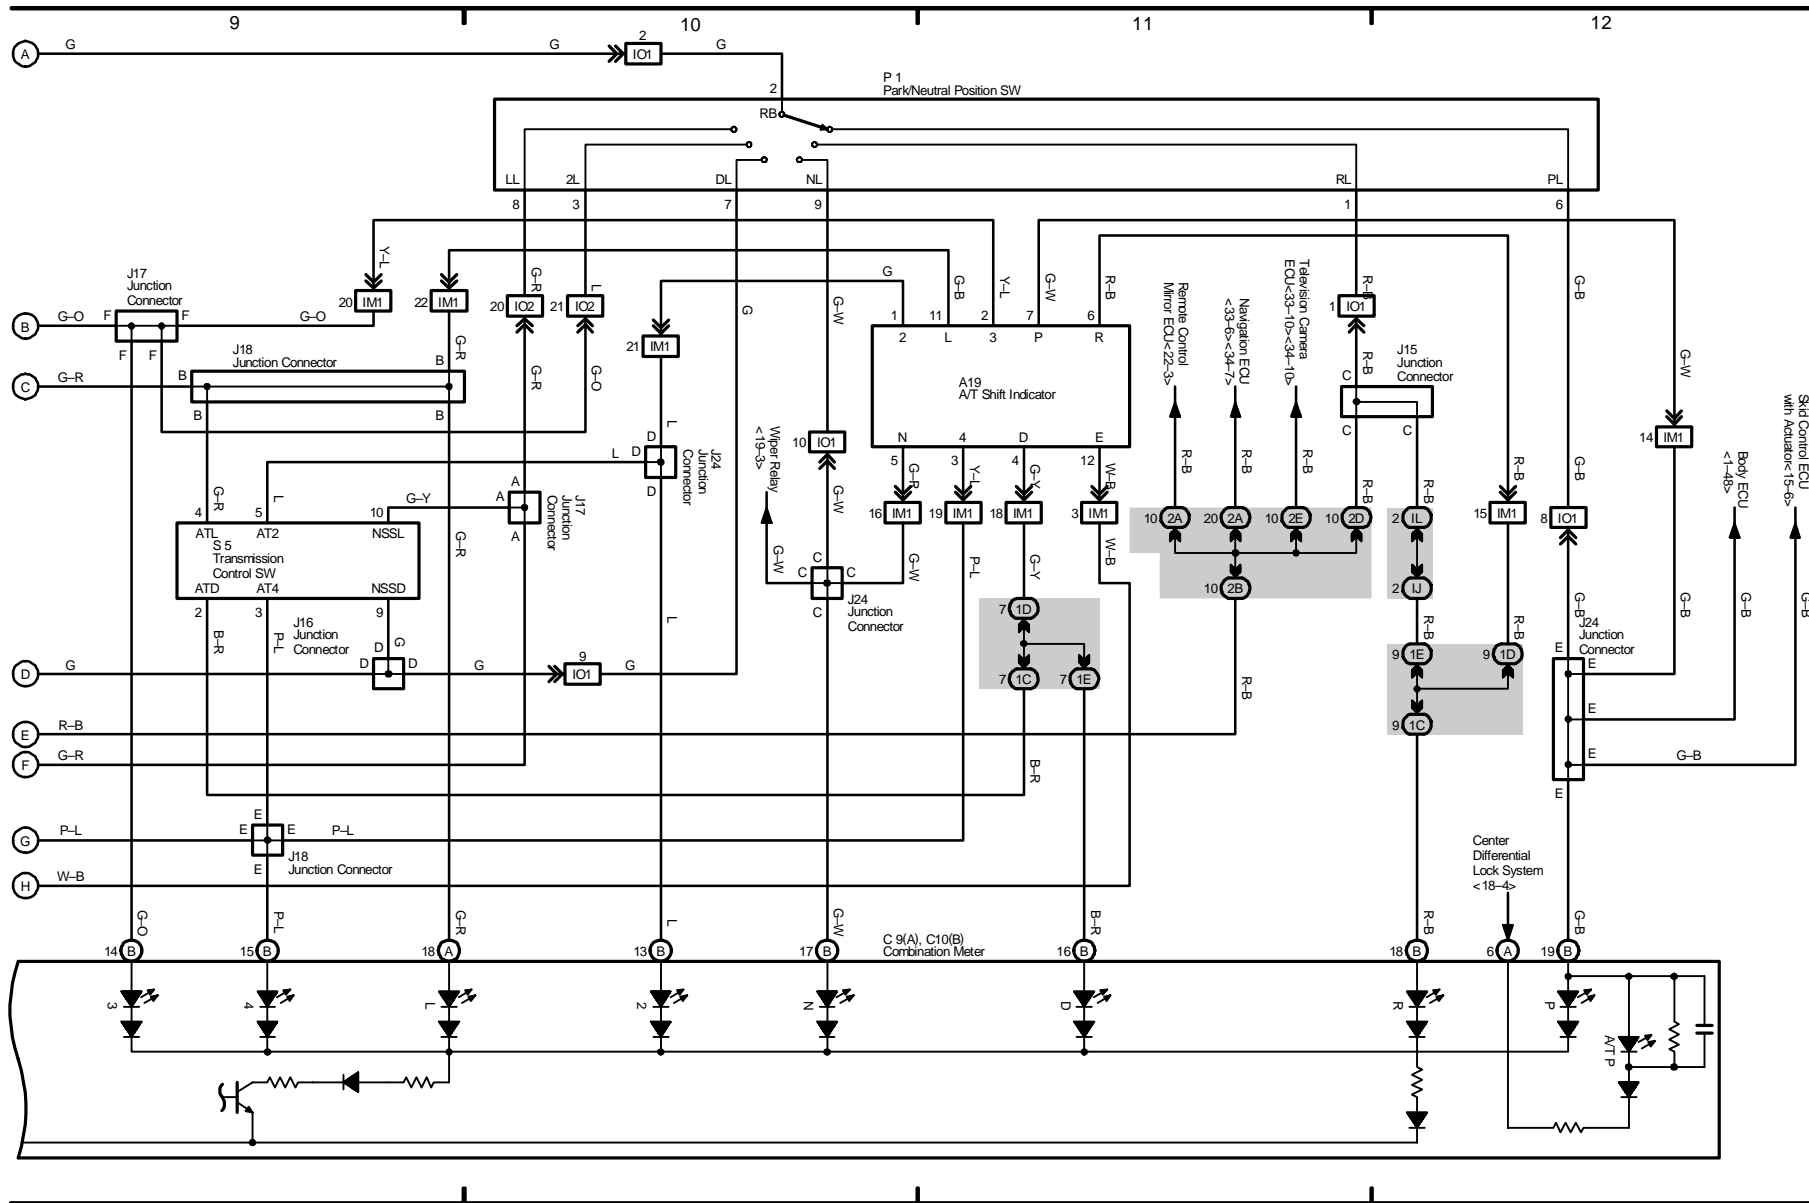 9
10
11
12
A
G
G
2
IO1
G
P 1
Park/Neutral Position SW
2
RB
LL
2L
DL
NL
RL
PL
8
3
7
9
1
6
Y–L
G–R
L
G
G–W
G
G–B
Y–L
G–W
R–B
Remote Control
Mirror ECU<22–3>
Navigation ECU
<33–6><34–7>
Television Camera
ECU<33–10><34–10>
R–B
G–B
J17
Junction
Connector
20 IM1
22 IM1
20 IO2
21 IO2
1 IO1
B
G–O
F
F
G–O
F
F
21 IM1
1
11
2
7
6
2
L
3
P
R
A19
A/T Shift Indicator
N
4
D
E
5
3
4
12
J18
Junction Connector
G–R
B
C
G–R
B
B
B
G–R
G–O
R–B
J15
Junction
Connector
C
C
C
G–W
Skid Control ECU
with Actuator<15–6>
Body ECU
<1–48>
14 IM1
L
D
D
L
D
J24
Junction
Connector
Wiper Relay
<19–3>
10 IO1
G–W
G–R
Y–L
G–Y
W–B
R–B
R–B
R–B
R–B
R–B
R–B
G–B
G–R
L
G–Y
A
A
A
J17
Junction
Connector
16 IM1
19 IM1
18 IM1
3 IM1
10 2A
20 2A
10 2E
10 2D
2 IL
15 IM1
8 IO1
4
5
10
ATL
AT2
NSSL
S 5
Transmission
Control SW
ATD
AT4
NSSD
2
3
9
G–R
G–W
C
C
C
C
J24
Junction
Connector
G–W
P–L
G–Y
W–B
10 2B
2 IJ
G–B
G–B
G–B
G–B
B–R
P–L
J16
Junction
Connector
G
L
7 1D
7 1C
7 1E
R–B
R–B
R–B
9 1E
9 1D
9 1C
J24
Junction
Connector
E
E
E
E
E
G–B
D
G
D
D
D
G
9
IO1
G
E
R–B
F
G–R
B–R
G
P–L
E
E
E
E
P–L
J18
Junction Connector
H
W–B
Center
Differential
Lock System
<18–4>
G–O
P–L
G–R
L
G–W
B–R
R–B
G–B
C 9(A), C10(B)
Combination Meter
14 B
15 B
18 A
13 B
17 B
16 B
18 B
6 A
19 B
3
4
L
2
N
D
R
P
A/T P